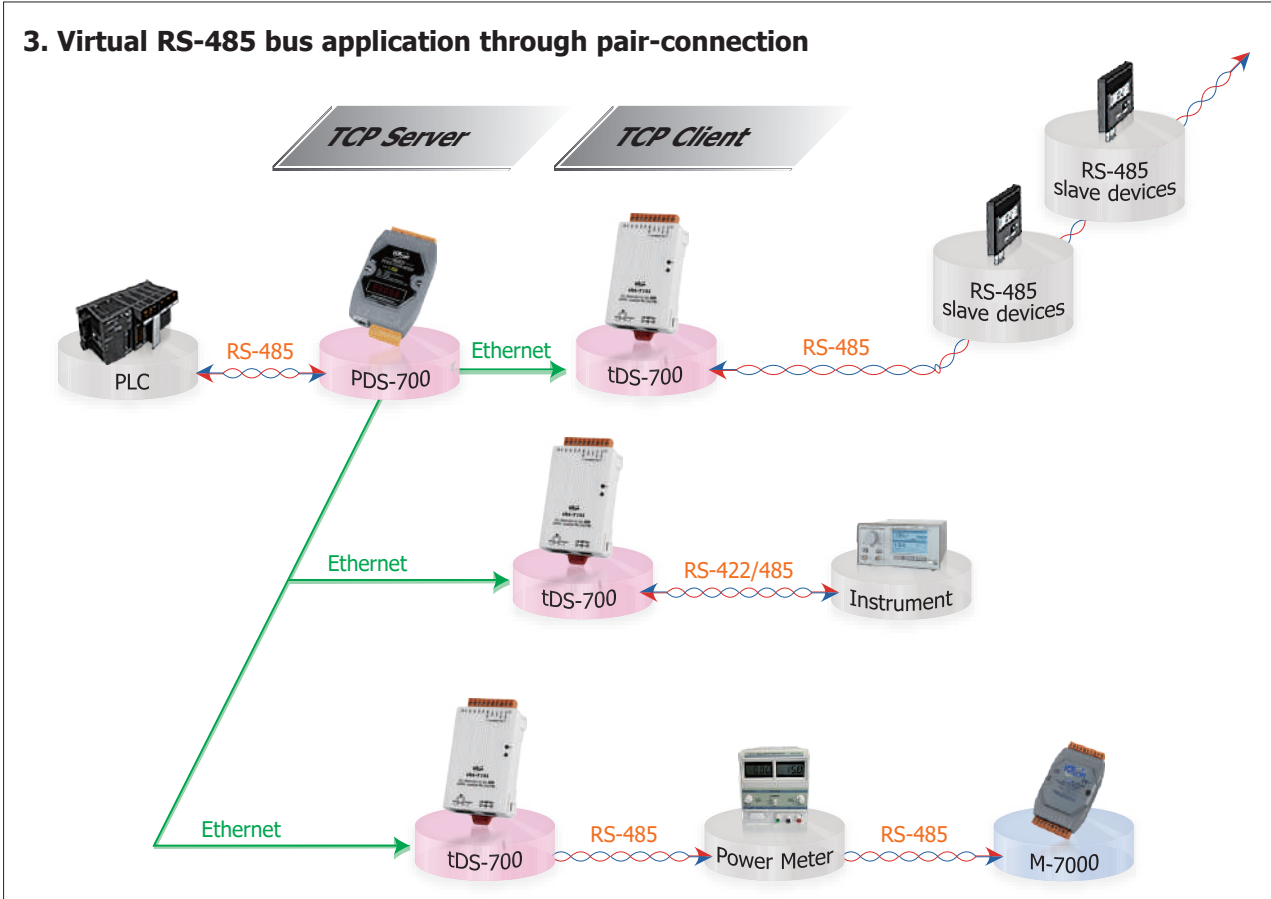 3. Virtual RS-485 bus application through pair-connection
TCP Server
TCP Client
RS-485
slave devices
RS-485
slave devices
PLC
RS-485
PDS-700
Ethernet
tDS-700
RS-485
Ethernet
tDS-700
RS-422/485
Instrument
Ethernet
tDS-700
RS-485
Power Meter
RS-485
M-7000